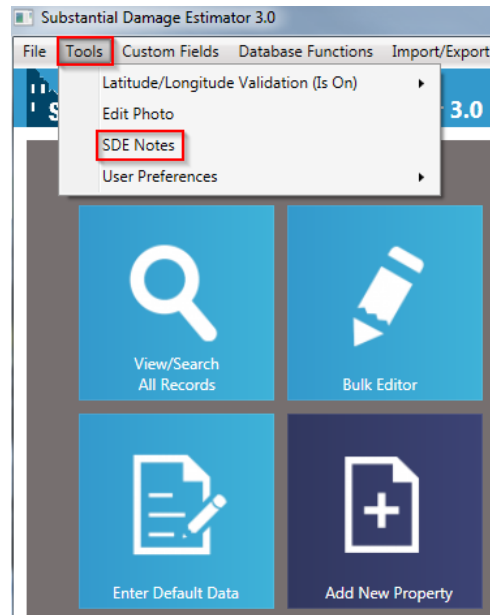 Substantial Damage Estimator 3.0
File Tools Custom Fields Database Functions Import/Export
Latitude/Longitude Validation (Is On)
S 3.0
Edit Photo
SDE Notes
User Preferences
View/Search
All Records
Bulk Editor
Enter Default Data
Add New Property